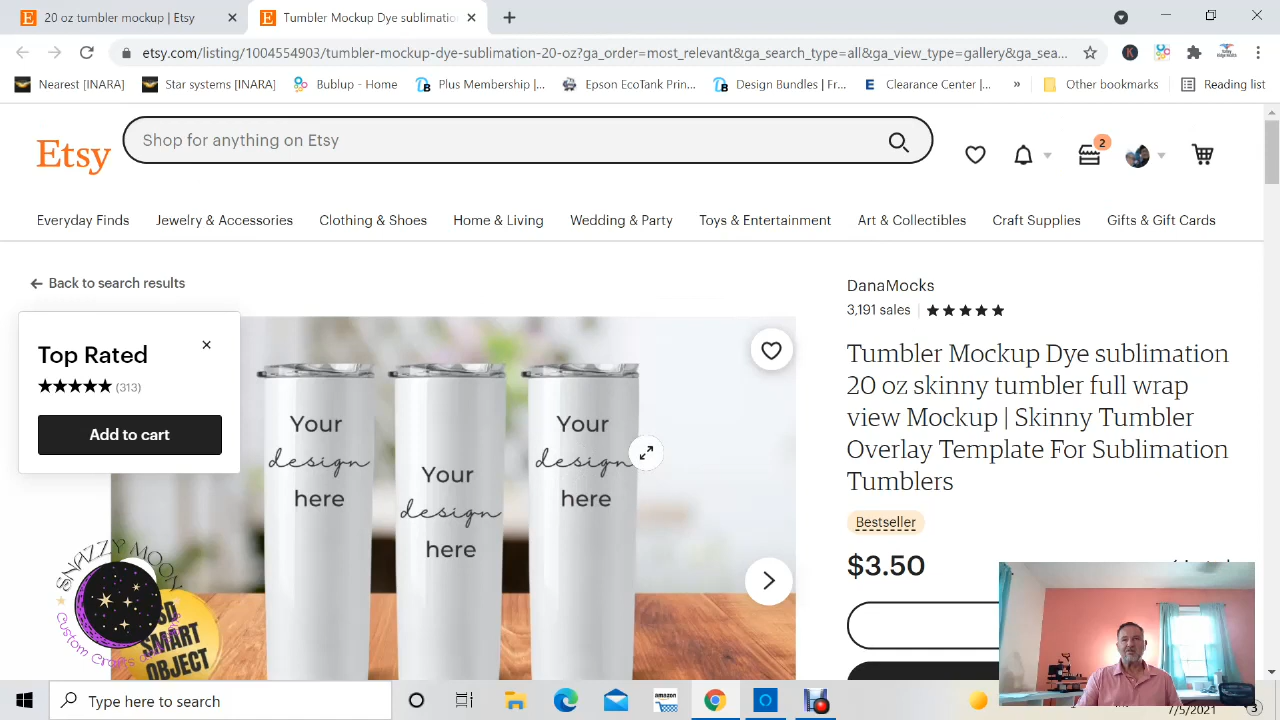 20 oz tumbler mockup | Etsy
Tumbler Mockup Dye sublimatio
etsy.com/listing/1004554903/tumbler-mockup-dye-sublimation-20-oz?ga_order=most_relevant&ga_search_type=all&ga_view_type=gallery&ga_sea...
Nearest [INARA]
Star systems [INARA]
Bublup - Home
Plus Membership |...
Epson EcoTank Prin...
Design Bundles | Fr...
Clearance Center |...
»
Other bookmarks
Reading list
Etsy
Shop for anything on Etsy
2
Everyday Finds
Jewelry & Accessories
Clothing & Shoes
Home & Living
Wedding & Party
Toys & Entertainment
Art & Collectibles
Craft Supplies
Gifts & Gift Cards
Back to search results
Top Rated
(313)
Add to cart
Your
design
here
Your
design
here
Your
design
here
SNAZZY MOON
Custom Crafts
SMART
OBJECT
DanaMocks
3,191 sales
Tumbler Mockup Dye sublimation
20 oz skinny tumbler full wrap
view Mockup | Skinny Tumbler
Overlay Template For Sublimation
Tumblers
Bestseller
$3.50
Type here to search
amazon
7/5/2021
3